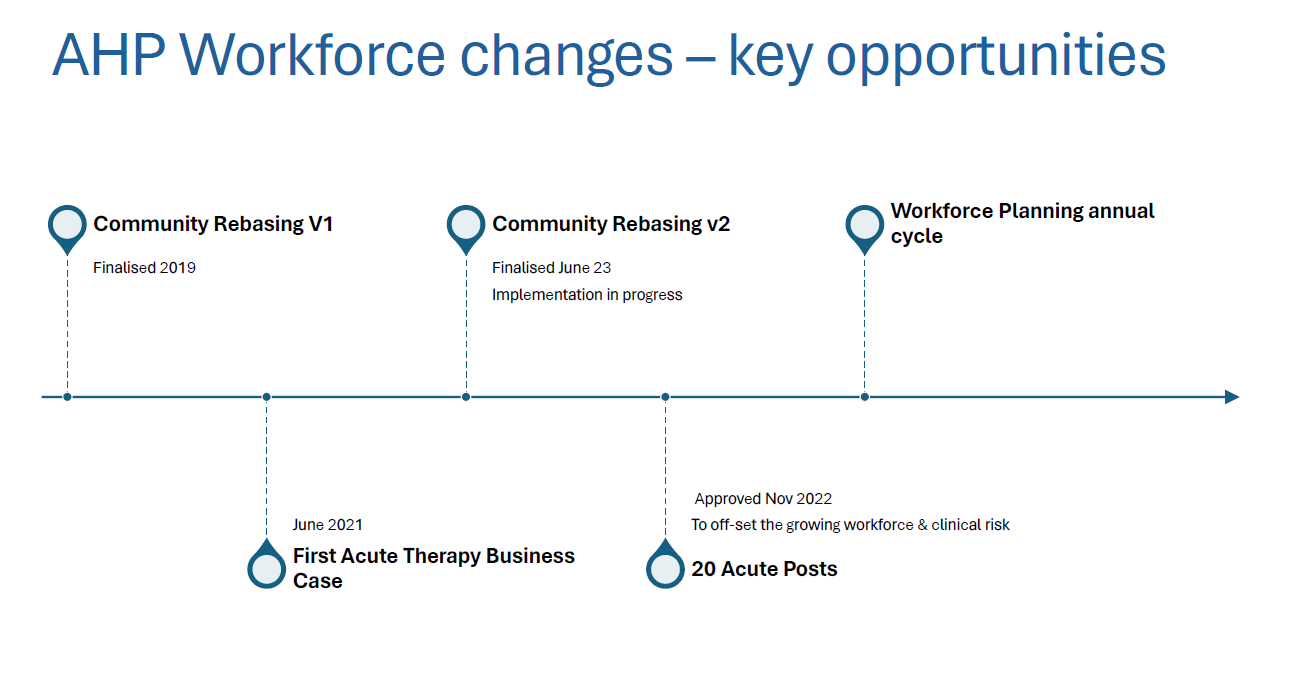 AHP Workforce changes – key opportunities
Community Rebasing V1
Finalised 2019
Community Rebasing v2
Finalised June 23
Implementation in progress
Workforce Planning annual
cycle
June 2021
First Acute Therapy Business
Case
Approved Nov 2022
To off-set the growing workforce & clinical risk
20 Acute Posts